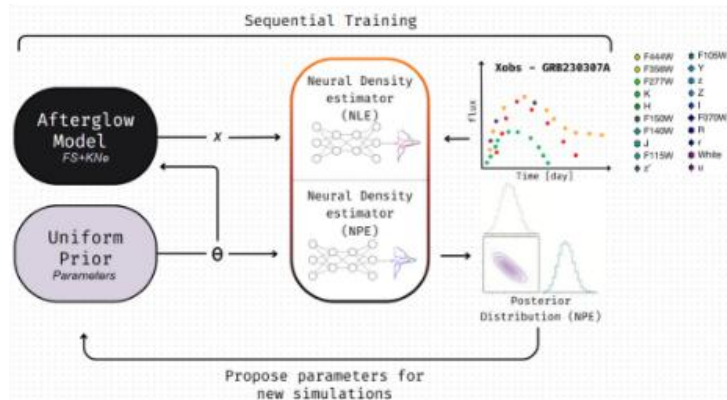 Sequential Training
Afterglow
Model
FS+KNe
x
Uniform
Prior
Parameters
θ
Neural Density
estimator
(NLE)
Neural Density
estimator
(NPE)
Xobs - GRB230307A
Flux
Time [day]
F444W
F356W
F277W
K
H
F150W
F140W
J
F115W
z'
F105W
Y
z
Z
I
F070W
R
r
White
u
Posterior
Distribution (NPE)
Propose parameters for
new simulations